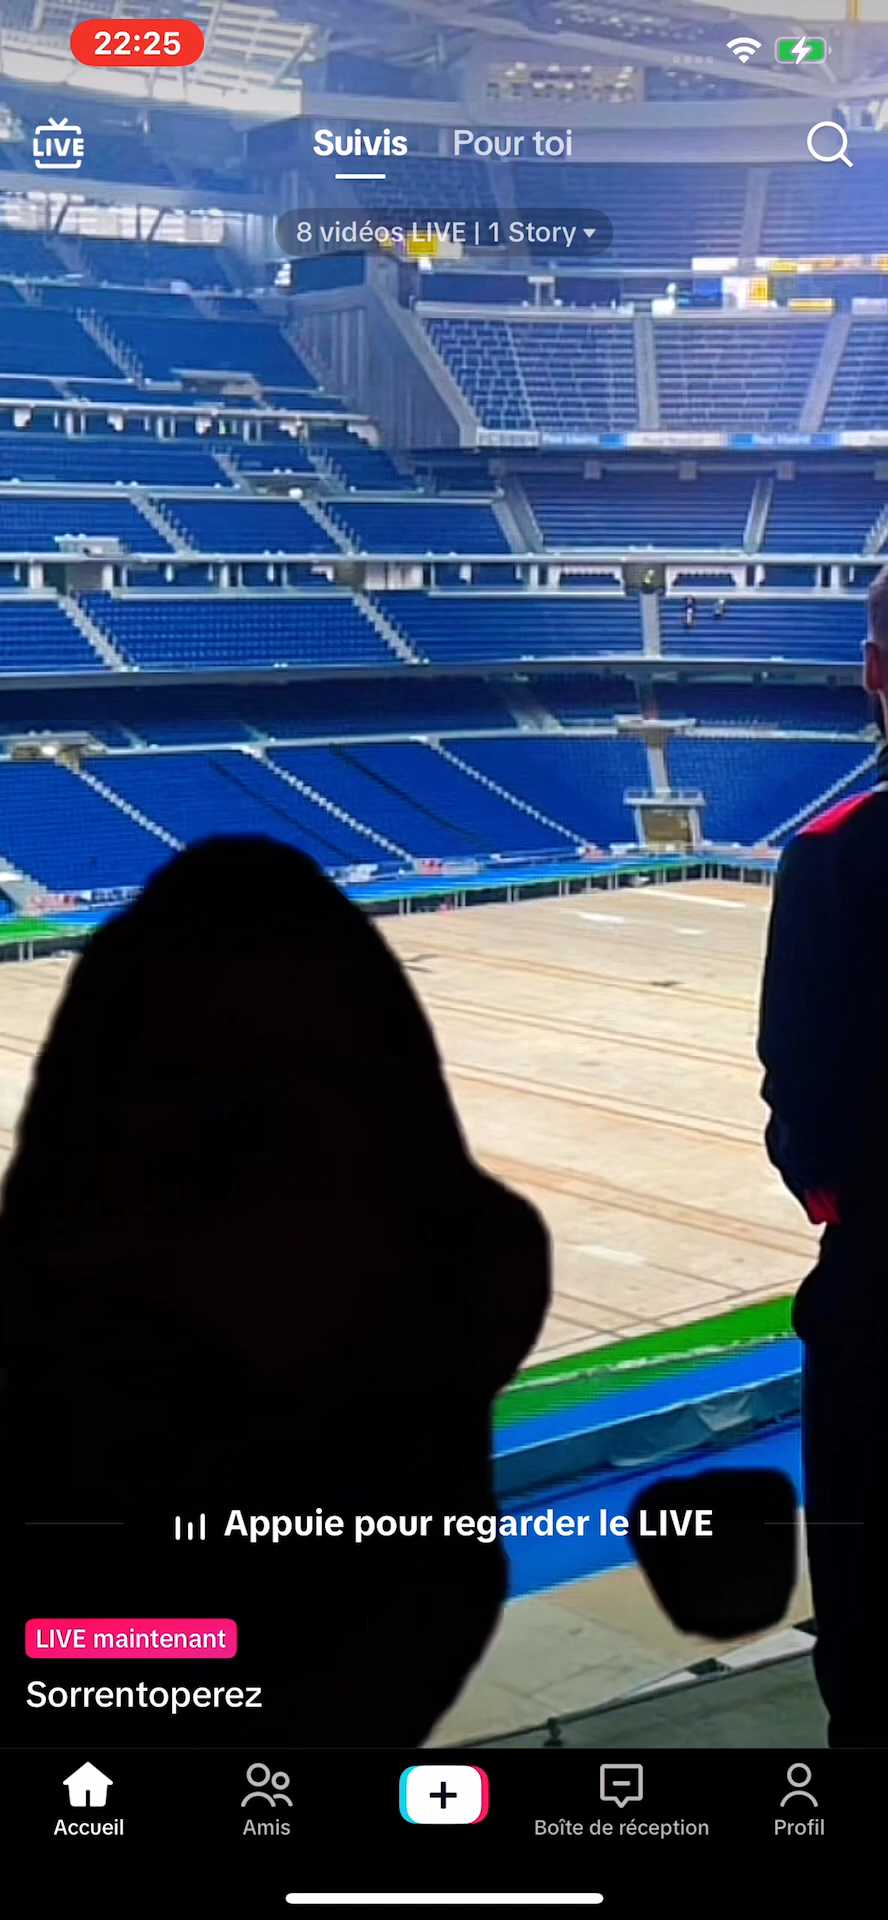 22:25
LIVE
Suivis Pour toi
8 vidéos LIVE | 1 Story
Appuie pour regarder le LIVE
LIVE maintenant
Sorrentoperez
Accueil Amis Boîte de réception Profil